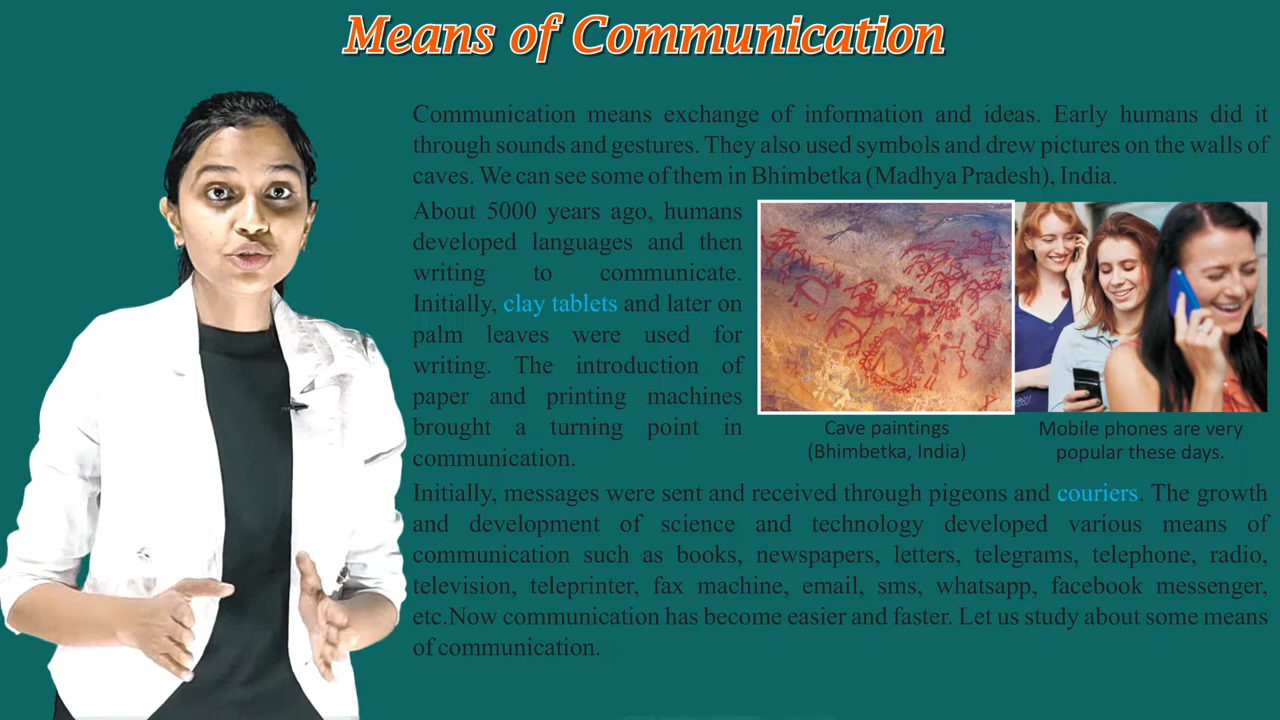 Means of Communication
Communication means exchange of information and ideas. Early humans did it
through sounds and gestures. They also used symbols and drew pictures on the walls of
caves. We can see some of them in Bhimbetka (Madhya Pradesh), India.
About 5000 years ago, humans
developed languages and then
writing to communicate.
Initially, clay tablets and later on
palm leaves were used for
writing. The introduction of
paper and printing machines
brought a turning point in
communication.
Cave paintings
(Bhimbetka, India)
Mobile phones are very
popular these days.
Initially, messages were sent and received through pigeons and couriers. The growth
and development of science and technology developed various means of
communication such as books, newspapers, letters, telegrams, telephone, radio,
television, teleprinter, fax machine, email, sms, whatsapp, facebook messenger,
etc.Now communication has become easier and faster. Let us study about some means
of communication.